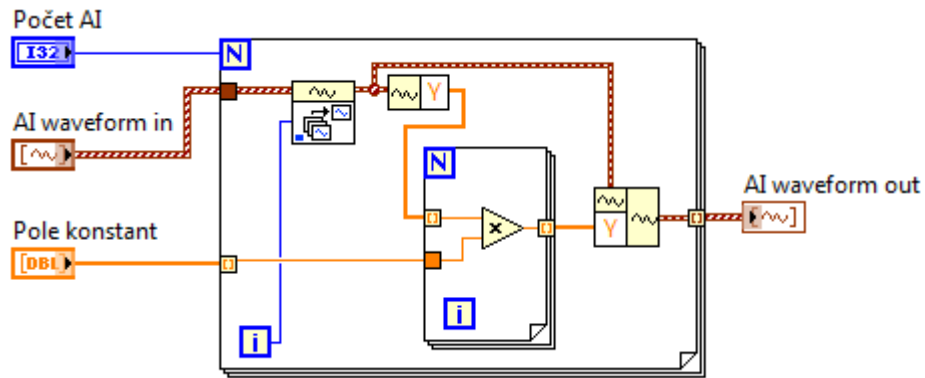 Počet AI
I32
N
Y
AI waveform in
N
AI waveform out
Y
x
Pole konstant
DBL
i
i